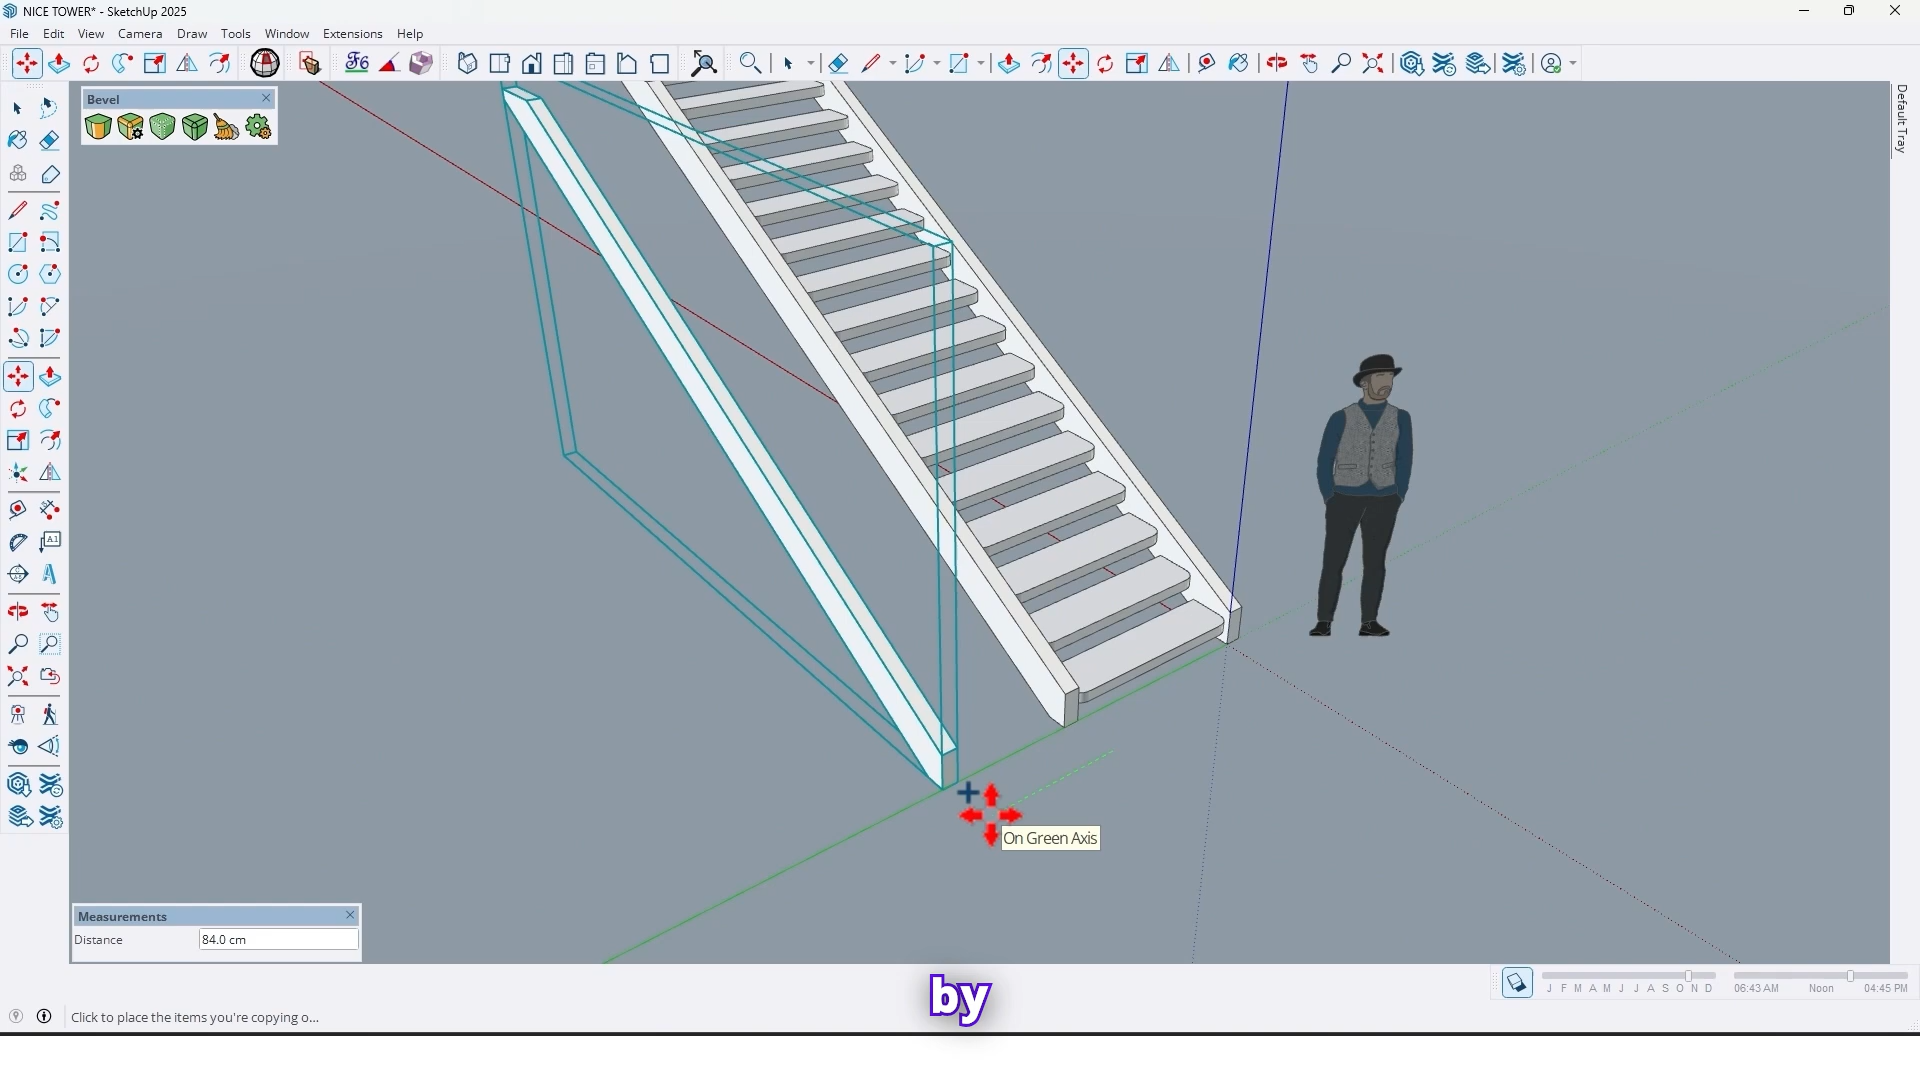 NICE TOWER* - SketchUp 2025
File Edit View Camera Draw Tools Window Extensions Help
Bevel
Default Tray
On Green Axis
Measurements
Distance 84.0 cm
by
J F M A M J J A S O N D 06:43 AM Noon 04:45 PM
Click to place the items you're copying o...